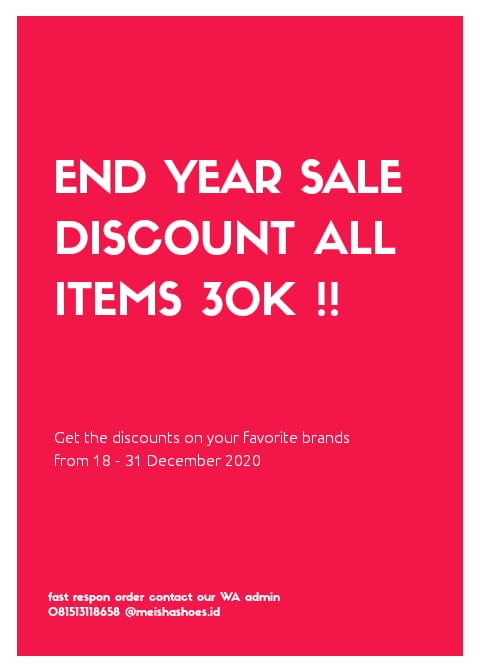 END YEAR SALE
DISCOUNT ALL
ITEMS 30K !!
Get the discounts on your favorite brands
from 18 - 31 December 2020
fast respon order contact our WA admin
081513118658 @meishashoes.id